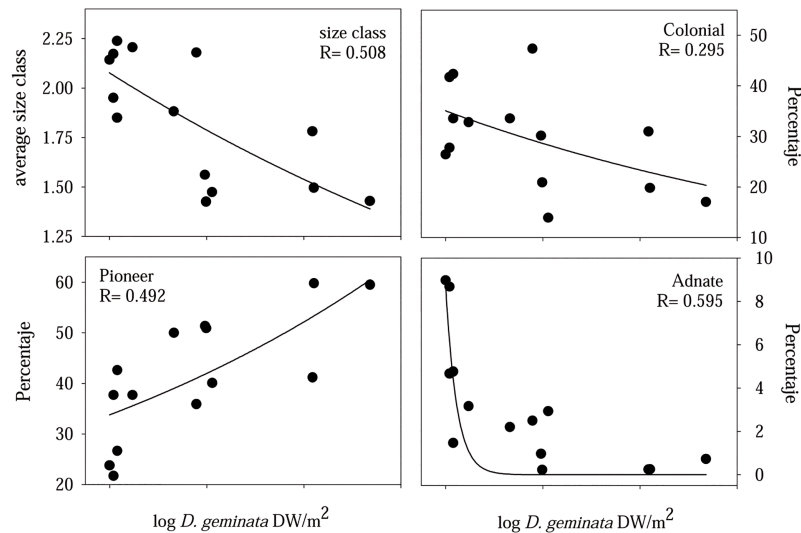 size class
R= 0.508
average size class
2.25
2.00
1.75
1.50
1.25
Colonial
R= 0.295
50
40
30
20
10
Percentaje
Pioneer
R= 0.492
Percentaje
60
50
40
30
20
log D. geminata DW/m²
Adnate
R= 0.595
10
8
6
4
2
0
Percentaje
log D. geminata DW/m²